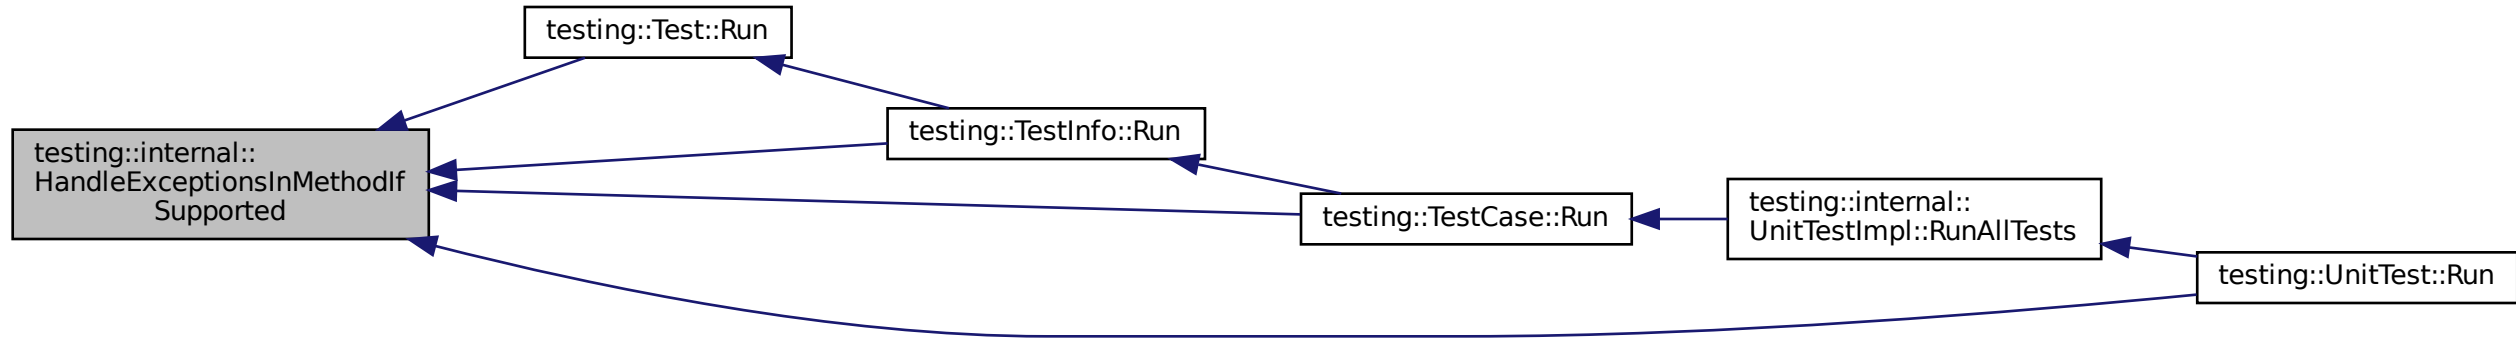 testing::Test::Run
testing::TestInfo::Run
testing::internal::
HandleExceptionsInMethodIf
Supported
testing::TestCase::Run
testing::internal::
UnitTestImpl::RunAllTests
testing::UnitTest::Run